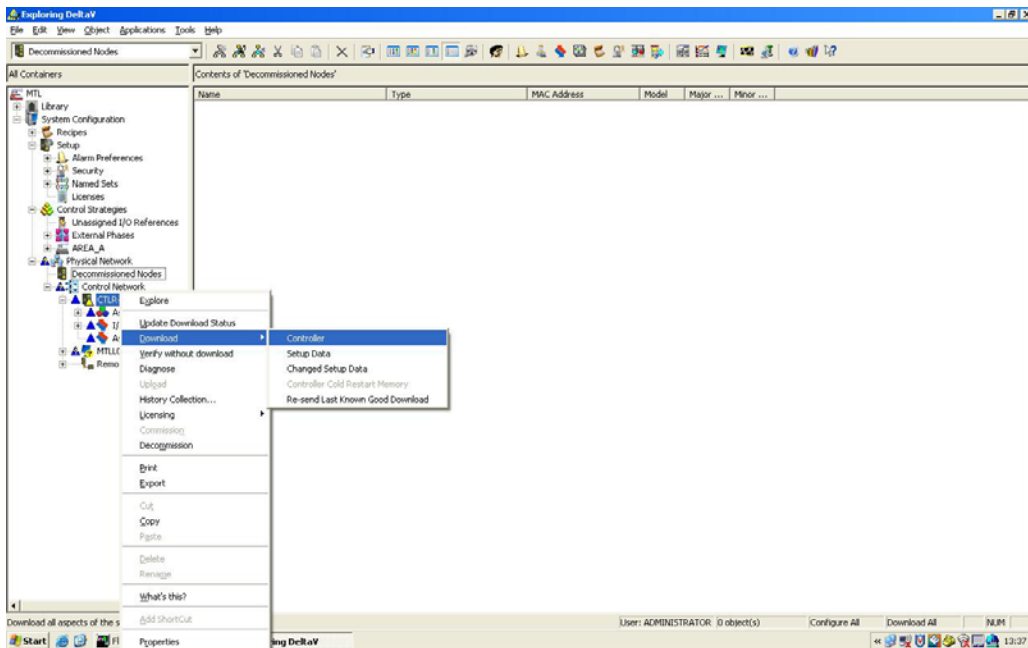 Exploring DeltaV
File Edit View Object Applications Tools Help
Decommissioned Nodes
All Containers
Contents of 'Decommissioned Nodes'
Name Type MAC Address Model Major ... Minor ...
MTL
Library
System Configuration
Recipes
Setup
Alarm Preferences
Security
Named Sets
Licenses
Control Strategies
Unassigned I/O References
External Phases
AREA_A
Physical Network
Decommissioned Nodes
Control Network
CTLR-
As
I/
As
MTLLC
Remo
Explore
Update Download Status
Download
Verify without download
Diagnose
Upload
History Collection...
Licensing
Commission
Decommission
Print
Export
Cut
Copy
Paste
Delete
Rename
What's this?
Add ShortCut
Properties
Controller
Setup Data
Changed Setup Data
Controller Cold Restart Memory
Re-send Last Known Good Download
Download all aspects of the s
User: ADMINISTRATOR 0 object(s) Configure All Download All NUM
Start
ing DeltaV
13:37